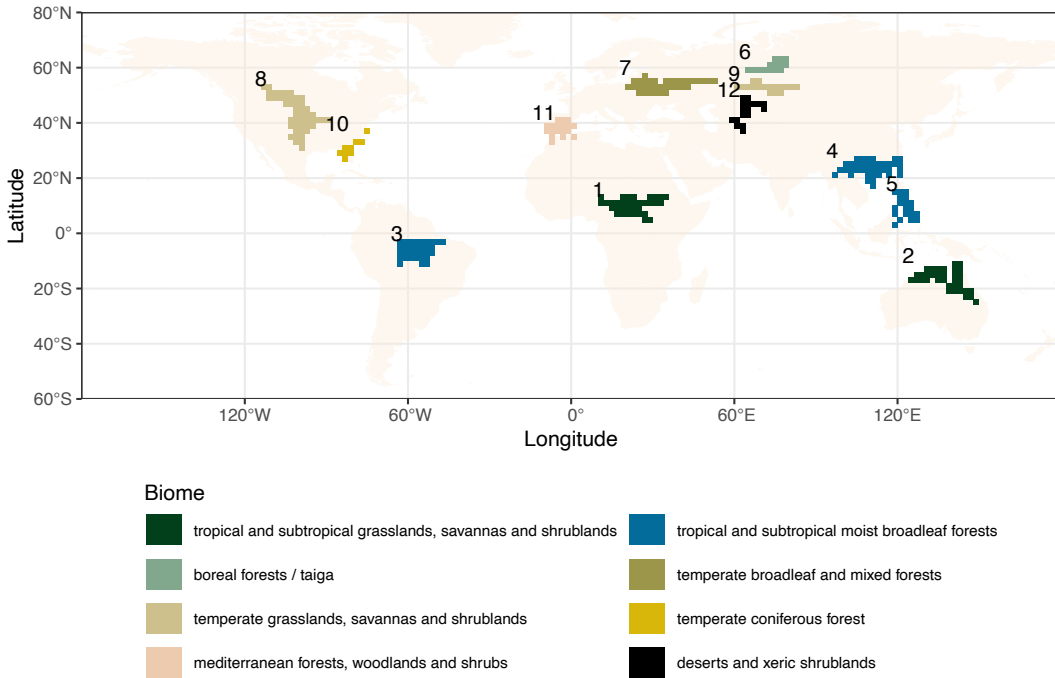 80°N
60°N
40°N
20°N
0°
20°S
40°S
60°S
Latitude
6
7
9
8
12
11
10
4
5
1
3
2
120°W
60°W
0°
60°E
120°E
Longitude
Biome
tropical and subtropical grasslands, savannas and shrublands
tropical and subtropical moist broadleaf forests
boreal forests / taiga
temperate broadleaf and mixed forests
temperate grasslands, savannas and shrublands
temperate coniferous forest
mediterranean forests, woodlands and shrubs
deserts and xeric shrublands